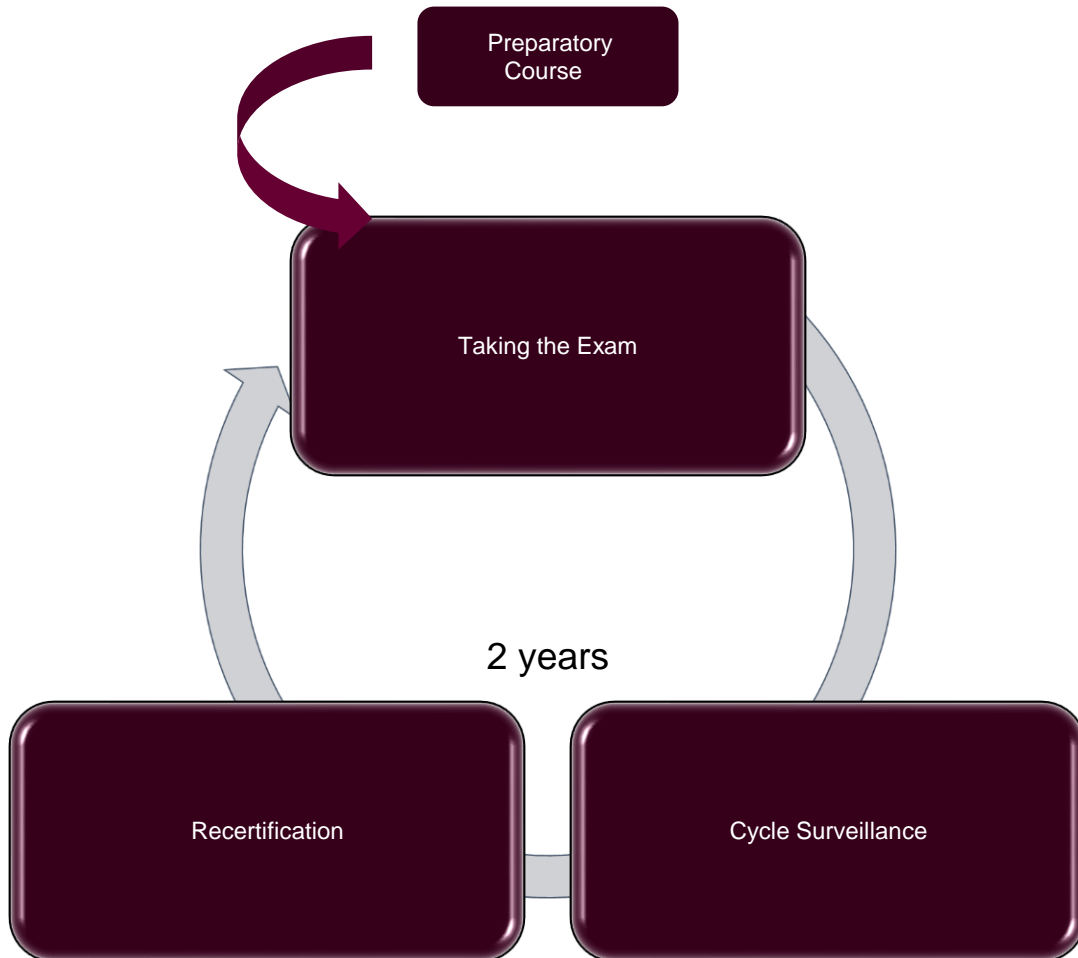 Preparatory
Course
Taking the Exam
2 years
Recertification
Cycle Surveillance